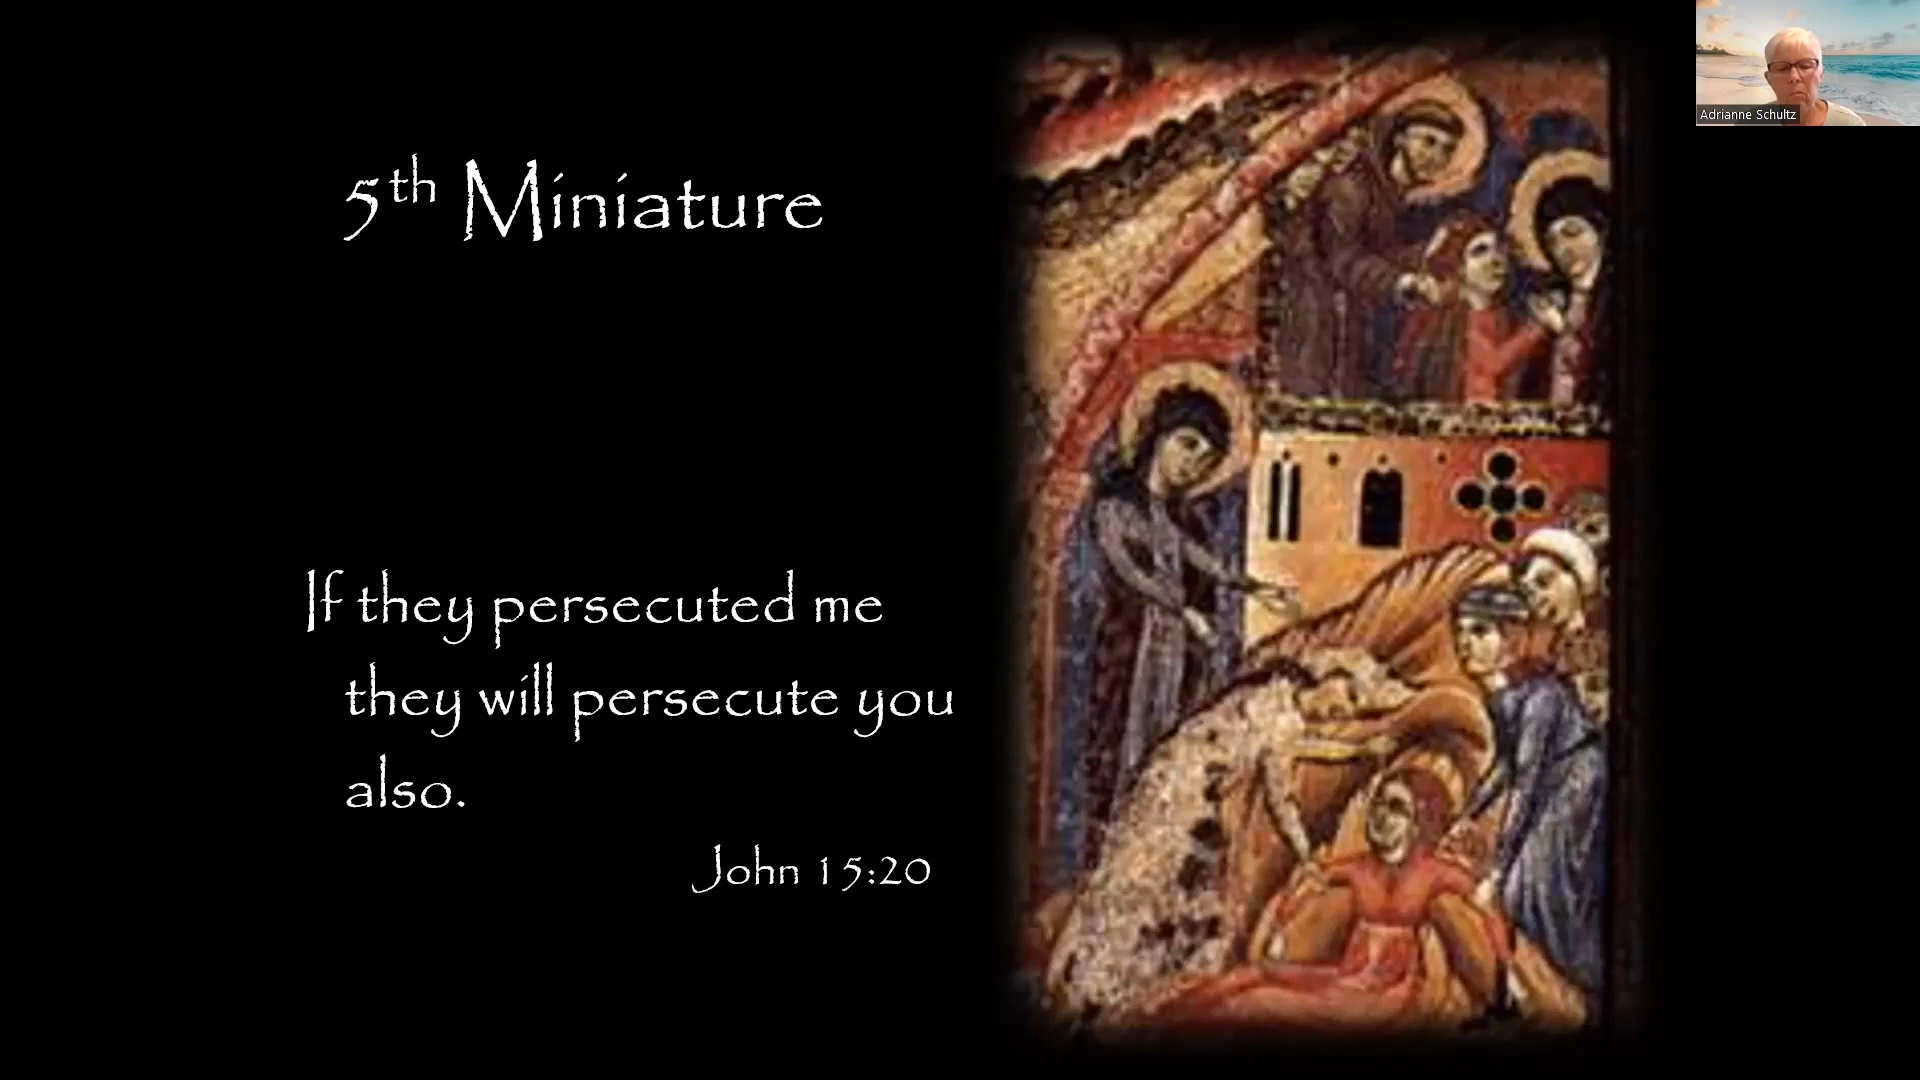 5th Miniature
If they persecuted me
they will persecute you
also.
John 15:20
Adrianne Schultz